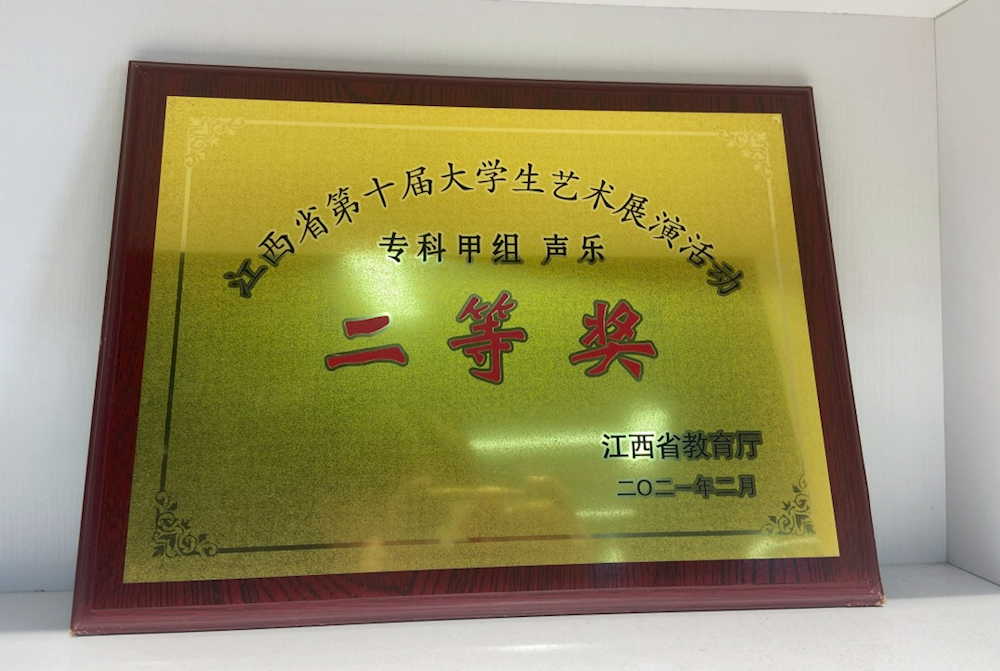 江西省第十届大学生艺术展演活动
专科甲组 声乐
二等奖
江西省教育厅
二〇二一年二月